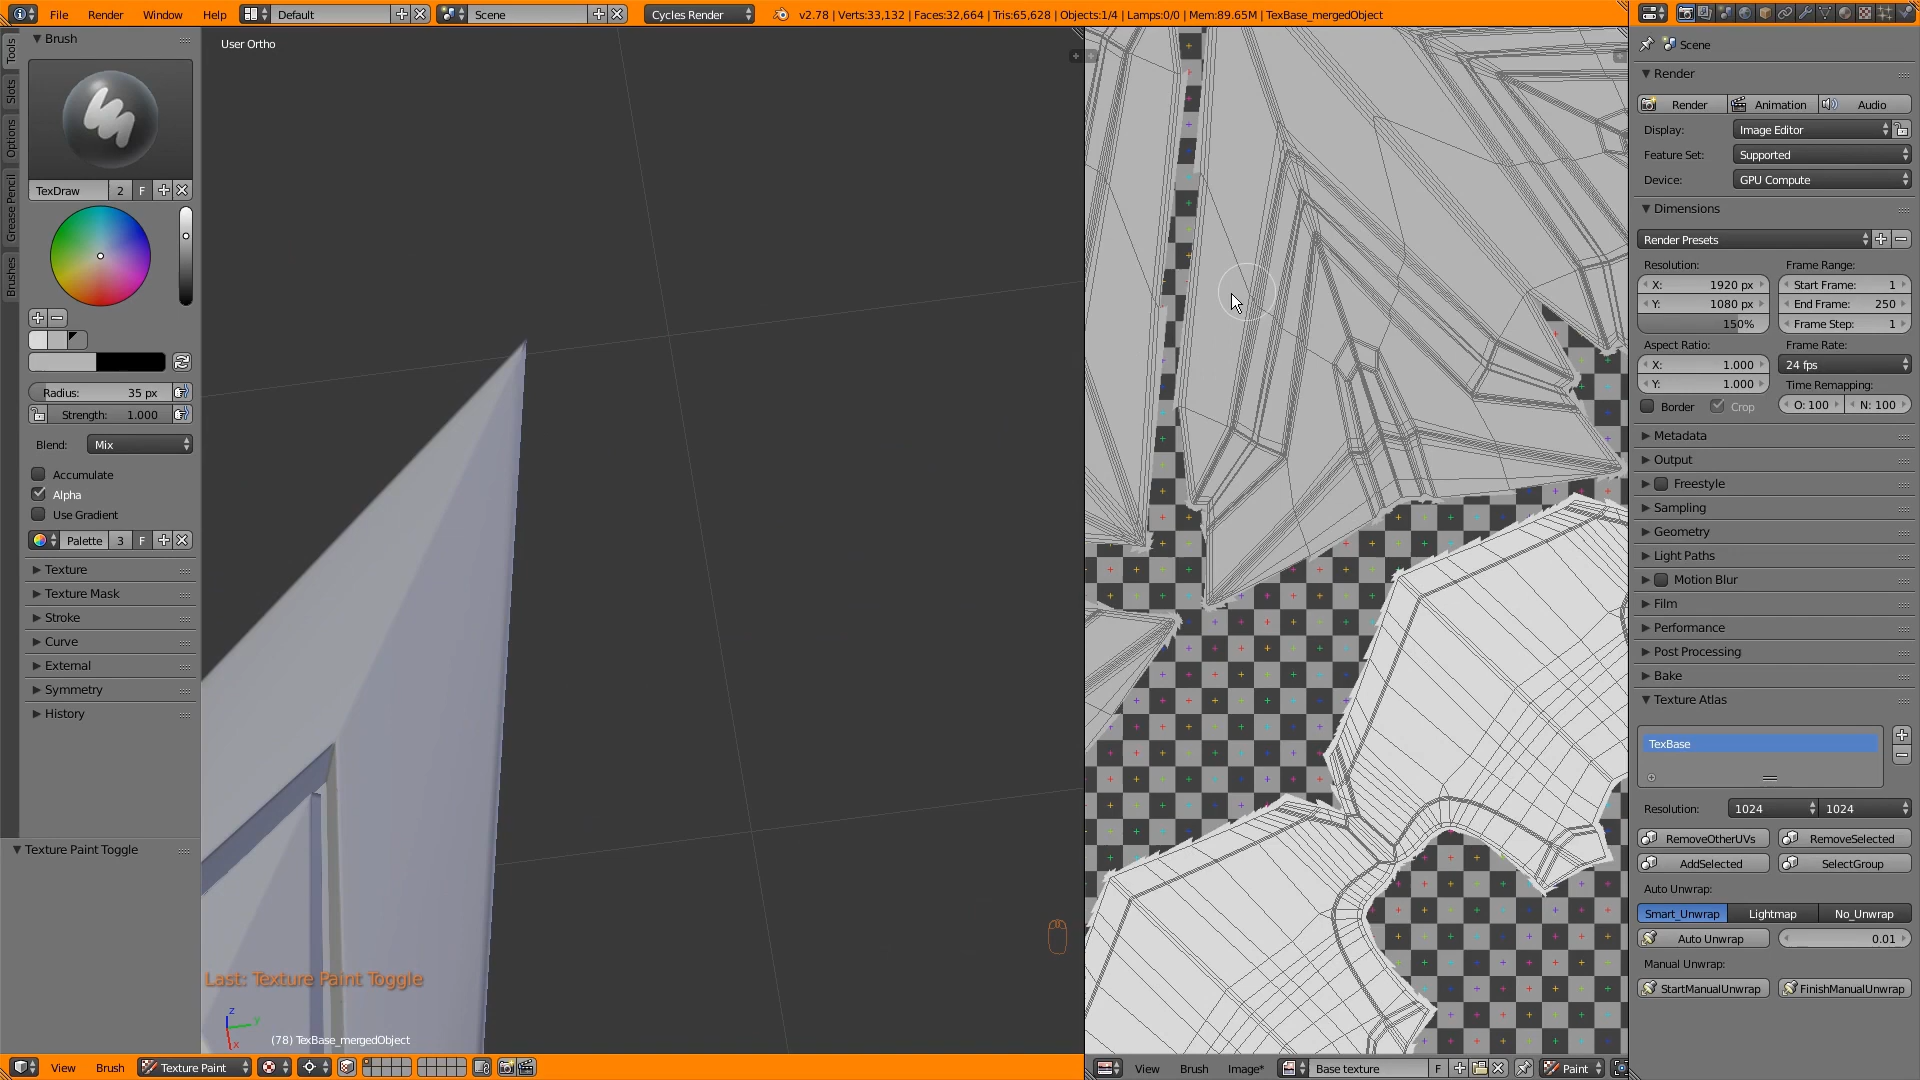 File Render Window Help Default Scene Cycles Render v2.78 | Verts:33,132 | Faces:32,664 | Tris:65,628 | Objects:1/4 | Lamps:0/0 | Mem:89.65M | TexBase_mergedObject
Tools
Slots
Options
Grease Pencil
Brushes
Brush
TexDraw 2 F
Radius: 35 px
Strength: 1.000
Blend: Mix
Accumulate
Alpha
Use Gradient
Palette 3 F
Texture
Texture Mask
Stroke
Curve
External
Symmetry
History
Texture Paint Toggle
User Ortho
Last: Texture Paint Toggle
z
y
x
(78) TexBase_mergedObject
View Brush Texture Paint
View Brush Image* Base texture F Paint
Scene
Render
Render Animation Audio
Display: Image Editor
Feature Set: Supported
Device: GPU Compute
Dimensions
Render Presets
Resolution: Frame Range:
X: 1920 px Start Frame: 1
Y: 1080 px End Frame: 250
150% Frame Step: 1
Aspect Ratio: Frame Rate:
X: 1.000 24 fps
Y: 1.000 Time Remapping:
Border Crop O: 100 N: 100
Metadata
Output
Freestyle
Sampling
Geometry
Light Paths
Motion Blur
Film
Performance
Post Processing
Bake
Texture Atlas
TexBase
Resolution: 1024 1024
RemoveOtherUVs RemoveSelected
AddSelected SelectGroup
Auto Unwrap:
Smart_Unwrap Lightmap No_Unwrap
Auto Unwrap 0.01
Manual Unwrap:
StartManualUnwrap FinishManualUnwrap